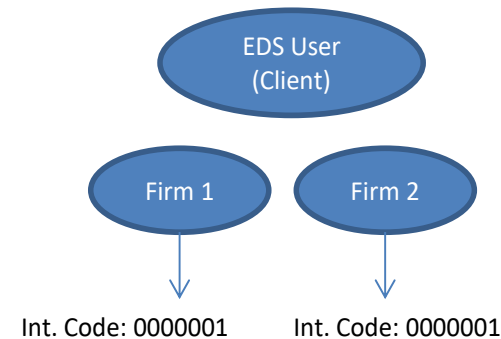 EDS User
(Client)
Firm 1
Firm 2
Int. Code: 0000001
Int. Code: 0000001